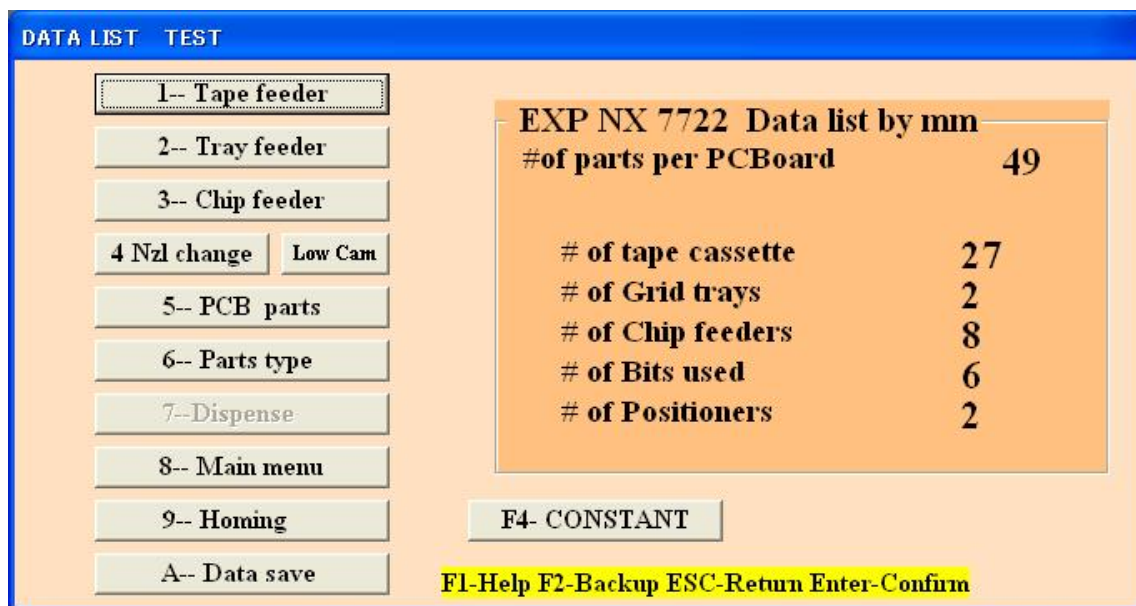 DATA LIST TEST
1-- Tape feeder
2-- Tray feeder
3-- Chip feeder
4 Nzl change
Low Cam
5-- PCB parts
6-- Parts type
7--Dispense
8-- Main menu
9-- Homing
A-- Data save
EXP NX 7722 Data list by mm
#of parts per PCBoard 49
# of tape cassette 27
# of Grid trays 2
# of Chip feeders 8
# of Bits used 6
# of Positioners 2
F4- CONSTANT
F1-Help F2-Backup ESC-Return Enter-Confirm